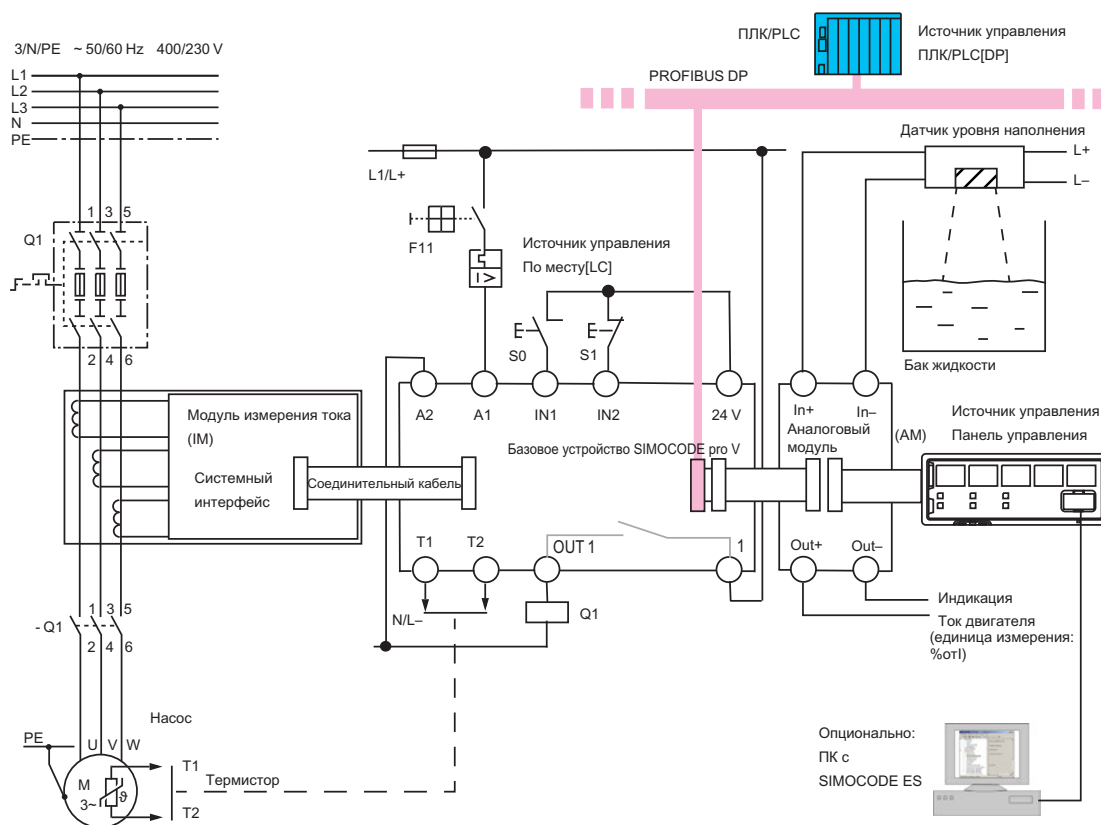 3/N/PE ~ 50/60 Hz 400/230 V
L1
L2
L3
N
PE
ПЛК/PLC
Источник управления
ПЛК/PLC[DP]
PROFIBUS DP
Датчик уровня наполнения
L+
L–
L1/L+
F11
Источник управления
По месту[LC]
S0
S1
Q1
1 3 5
2 4 6
Бак жидкости
A2
A1
IN1
IN2
24 V
In+
In–
Аналоговый
модуль
(AM)
Источник управления
Панель управления
Модуль измерения тока
(IM)
Системный
интерфейс
Соединительный кабель
Базовое устройство SIMOCODE pro V
T1
T2
OUT 1
1
Out+
Out–
N/L–
Q1
Индикация
Ток двигателя
(единица измерения:
%отI)
- Q1
1 3 5
2 4 6
Насос
PE
U V W
M
3~
ϑ
T1
T2
Термистор
Опционально:
ПК с
SIMOCODE ES